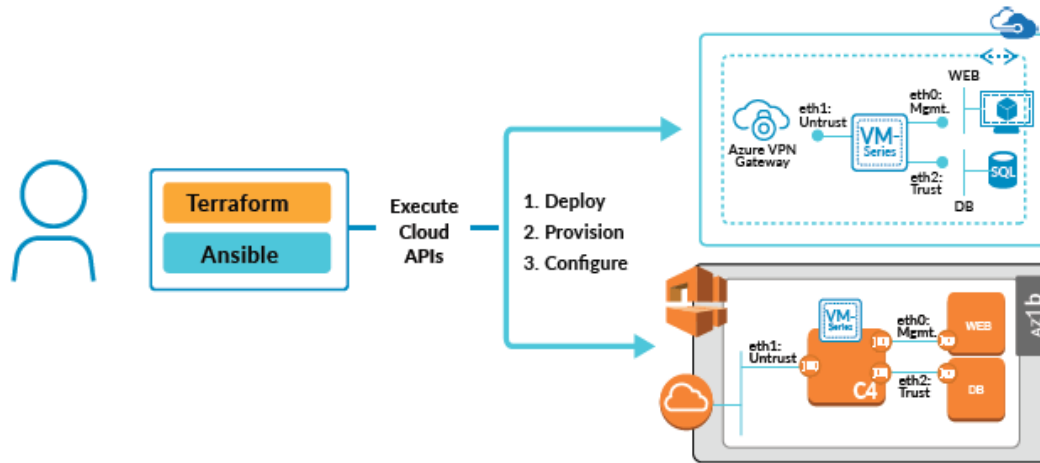 Terraform
Ansible
Execute
Cloud
APIs
1. Deploy
2. Provision
3. Configure
WEB
eth0:
Mgmt.
eth1:
Untrust
Azure VPN
Gateway
VM-
Series
SQL
eth2:
Trust
DB
AZ1b
VM-
Series
eth0:
Mgmt.
WEB
eth1:
Untrust
C4
eth2:
Trust
DB